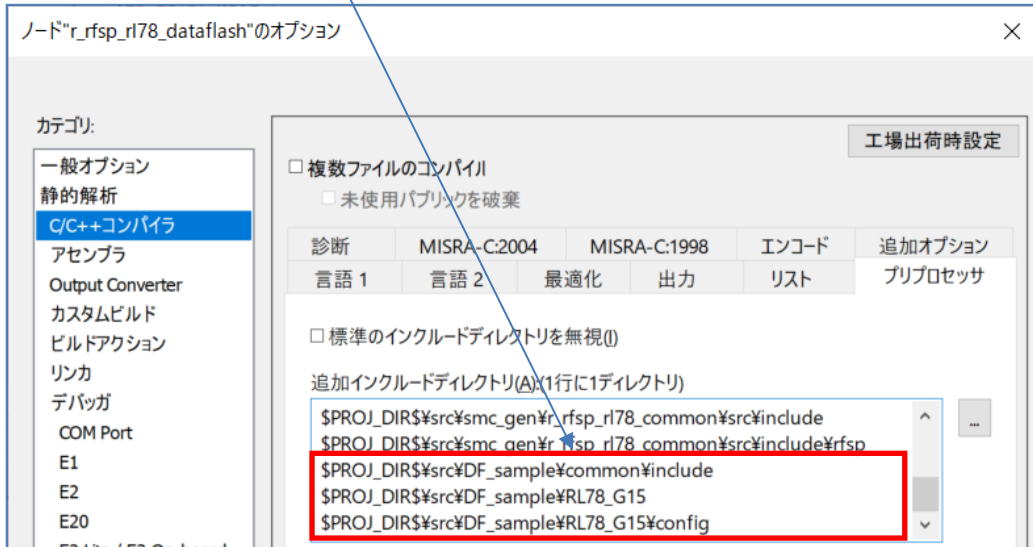 ノード"r_rfsp_rl78_dataflash"のオプション
カテゴリ:
一般オプション
静的解析
C/C++コンパイラ
アセンブラ
Output Converter
カスタムビルド
ビルドアクション
リンカ
デバッガ
COM Port
E1
E2
E20
工場出荷時設定
複数ファイルのコンパイル
未使用パブリックを破棄
診断 MISRA-C:2004 MISRA-C:1998 エンコード 追加オプション
言語 1 言語 2 最適化 出力 リスト プリプロセッサ
標準のインクルードディレクトリを無視(I)
追加インクルードディレクトリ(A):(1行に1ディレクトリ)
$PROJ_DIR$¥src¥smc_gen¥r_rfsp_rl78_common¥src¥include
...
$PROJ_DIR$¥src¥smc_gen¥r_rfsp_rl78_common¥src¥include¥rfsp
$PROJ_DIR$¥src¥DF_sample¥common¥include
$PROJ_DIR$¥src¥DF_sample¥RL78_G15
$PROJ_DIR$¥src¥DF_sample¥RL78_G15¥config